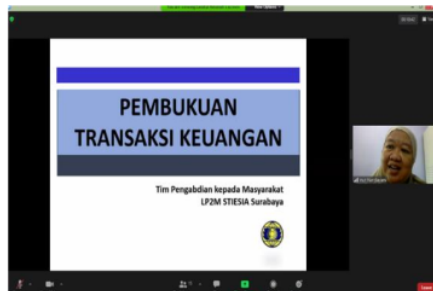 PEMBUKUAN
TRANSAKSI KEUANGAN
Tim Pengabdian kepada Masyarakat
LP2M STIESIA Surabaya